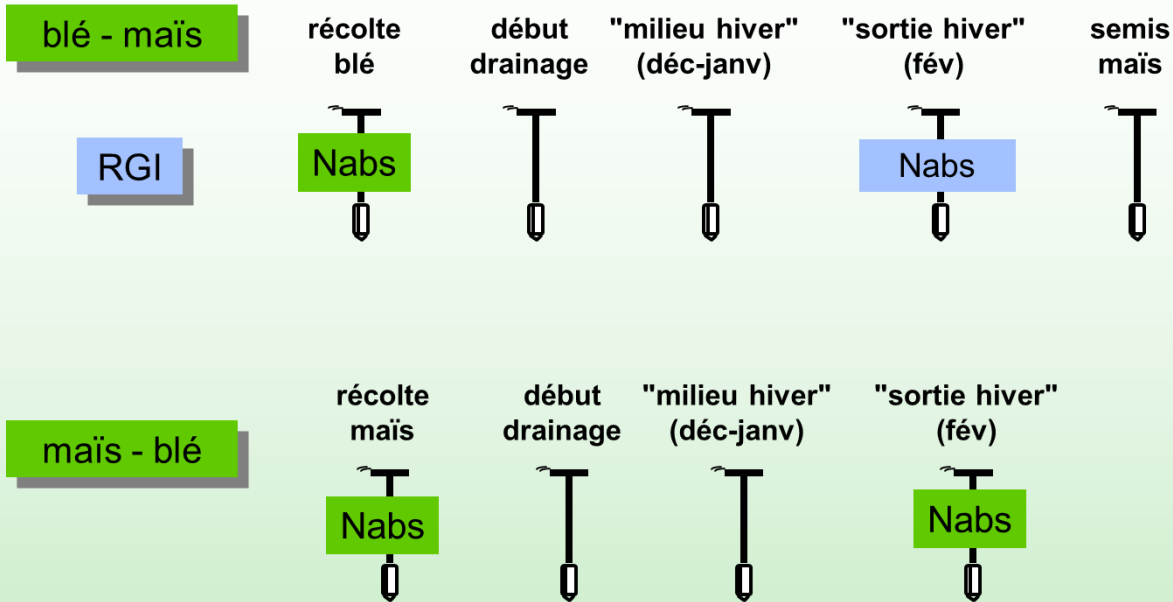 blé - maïs
récolte
blé
début
drainage
"milieu hiver"
(déc-janv)
"sortie hiver"
(fév)
semis
maïs
RGI
Nabs
Nabs
maïs - blé
récolte
maïs
début
drainage
"milieu hiver"
(déc-janv)
"sortie hiver"
(fév)
Nabs
Nabs